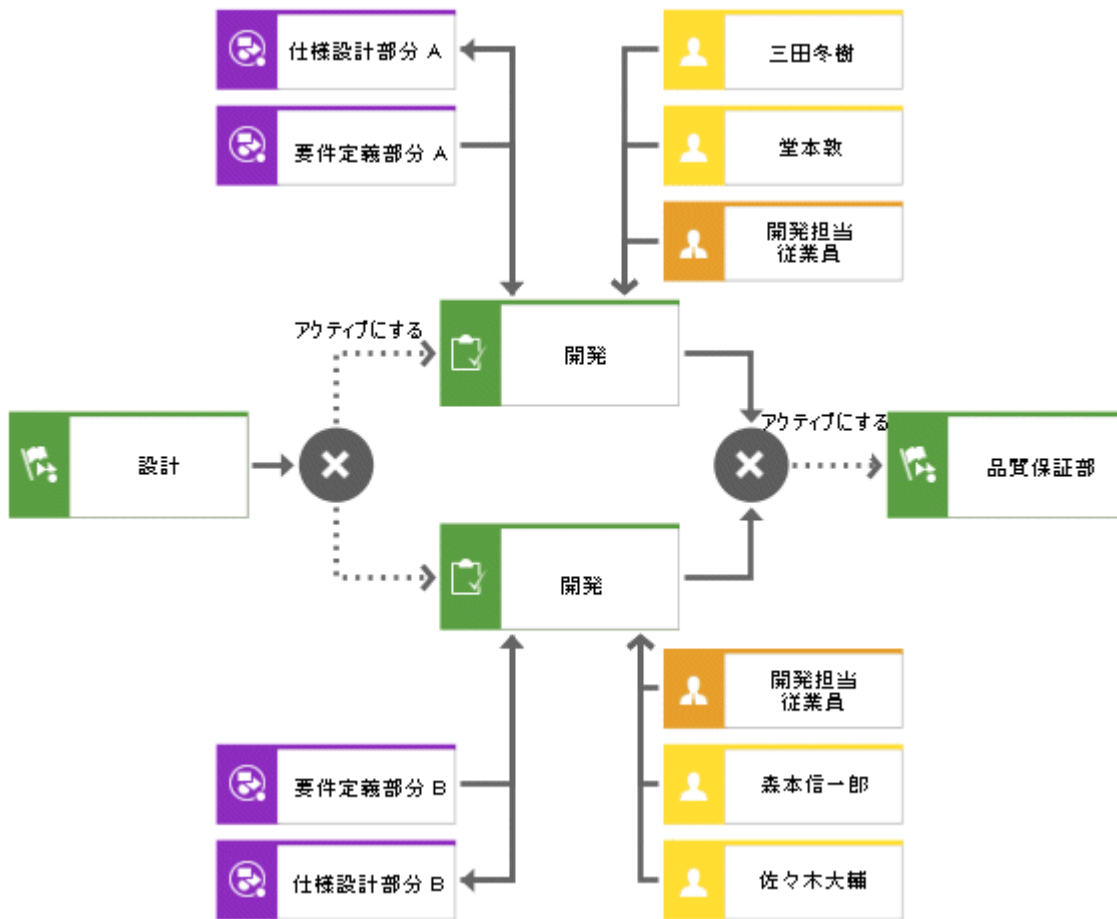 仕様設計部分 A
三田冬樹
要件定義部分 A
堂本敦
開発担当
従業員
アクティブにする
開発
アクティブにする
設計
品質保証部
開発
開発担当
従業員
要件定義部分 B
森本信一郎
仕様設計部分 B
佐々木大輔